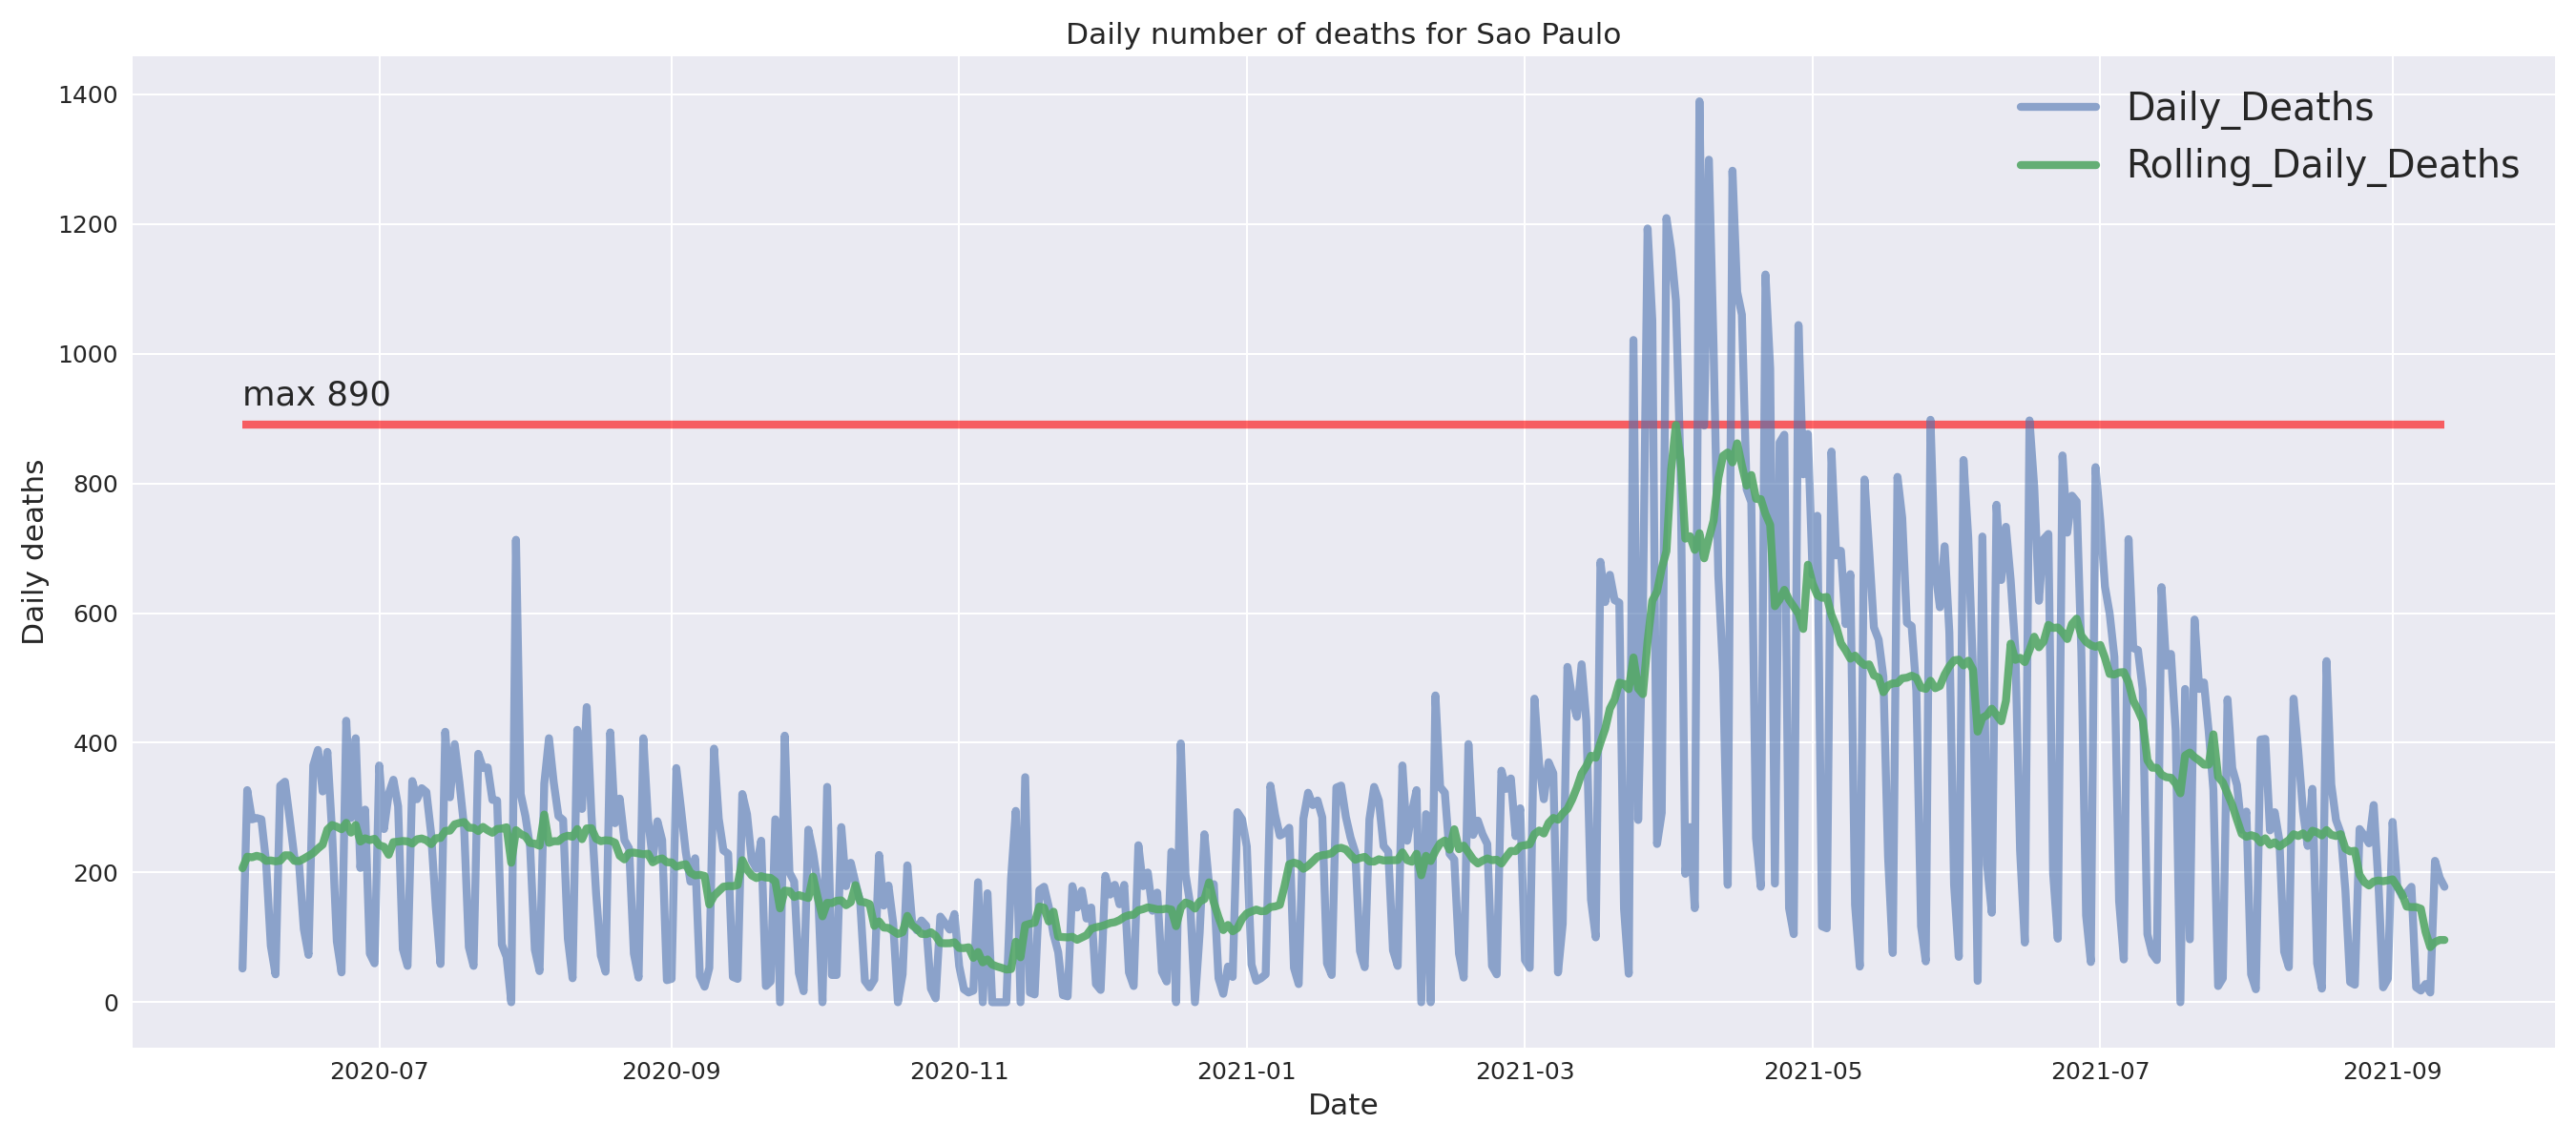 Daily number of deaths for Sao Paulo
Daily_Deaths
Rolling_Daily_Deaths
max 890
Daily deaths
1400
1200
1000
800
600
400
200
0
2020-07
2020-09
2020-11
2021-01
2021-03
2021-05
2021-07
2021-09
Date